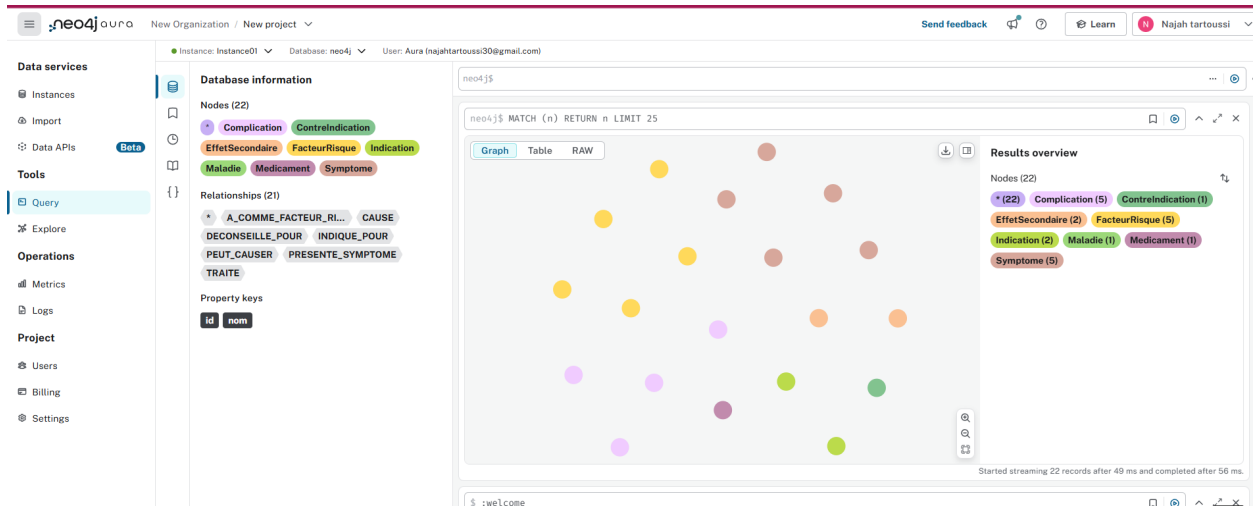 neo4j aura New Organization / New project Send feedback Learn N Najah tartoussi
Instance: Instance01 Database: neo4j User: Aura (najahtartoussi30@gmail.com)
Data services
Instances
Import
Data APIs Beta
Tools
Query
Explore
Operations
Metrics
Logs
Project
Users
Billing
Settings
Database information
Nodes (22)
* Complication ContreIndication
EffetSecondaire FacteurRisque Indication
Maladie Medicament Symptome
Relationships (21)
* A_COMME_FACTEUR_RI... CAUSE
DECONSEILLE_POUR INDIQUE_POUR
PEUT_CAUSER PRESENTE_SYMPTOME
TRAITE
Property keys
id nom
neo4j$
neo4j$ MATCH (n) RETURN n LIMIT 25
Graph Table RAW
Results overview
Nodes (22)
* (22) Complication (5) ContreIndication (1)
EffetSecondaire (2) FacteurRisque (5)
Indication (2) Maladie (1) Medicament (1)
Symptome (5)
Started streaming 22 records after 49 ms and completed after 56 ms.
$ :welcome